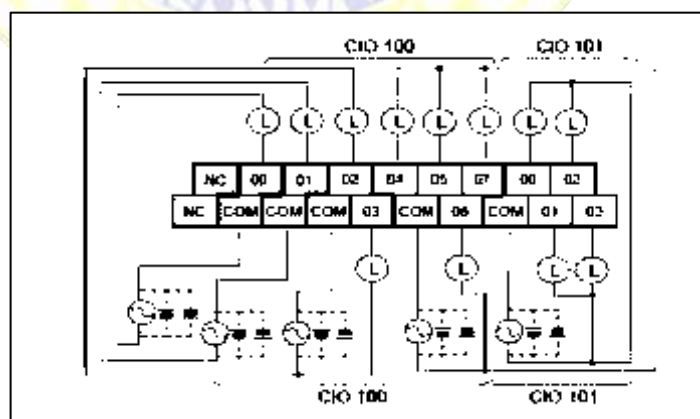 CIO 100 CIO 101
L L L L L L L L
NC 00 01 02 04 05 07 00 02
NC COM COM COM 03 COM 06 COM 01 03
L L L L
CIO 100 CIO 101